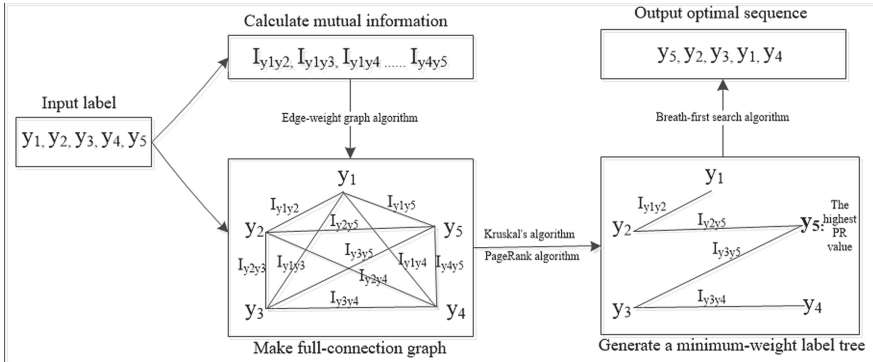 Calculate mutual information
Output optimal sequence
Iy1y2, Iy1y3, Iy1y4 ...... Iy4y5
y5, y2, y3, y1, y4
Input label
y1, y2, y3, y4, y5
Edge-weight graph algorithm
Breath-first search algorithm
y1
Iy1y2
Iy1y5
y2
Iy2y5
y5
Iy3y5
Iy2y3
Iy1y3
Iy1y4
Iy4y5
Iy2y4
y3
Iy3y4
y4
Make full-connection graph
Kruskal's algorithm
PageRank algorithm
y1
Iy1y2
y2
Iy2y5
y5:
The
highest
PR
value
Iy3y5
y3
Iy3y4
y4
Generate a minimum-weight label tree